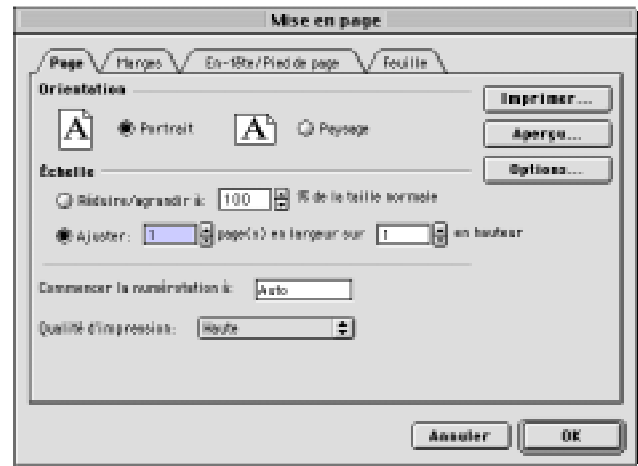 Mise en page
Page Marges En-tête/Pied de page Feuille
Orientation
Imprimer...
A Portrait A Paysage
Aperçu...
Échelle
Options...
Réduire/agrandir à: 100 % de la taille normale
Ajuster: 1 page(s) en largeur sur 1 en hauteur
Commencer la numérotation à: Auto
Qualité d'impression: Haute
Annuler OK